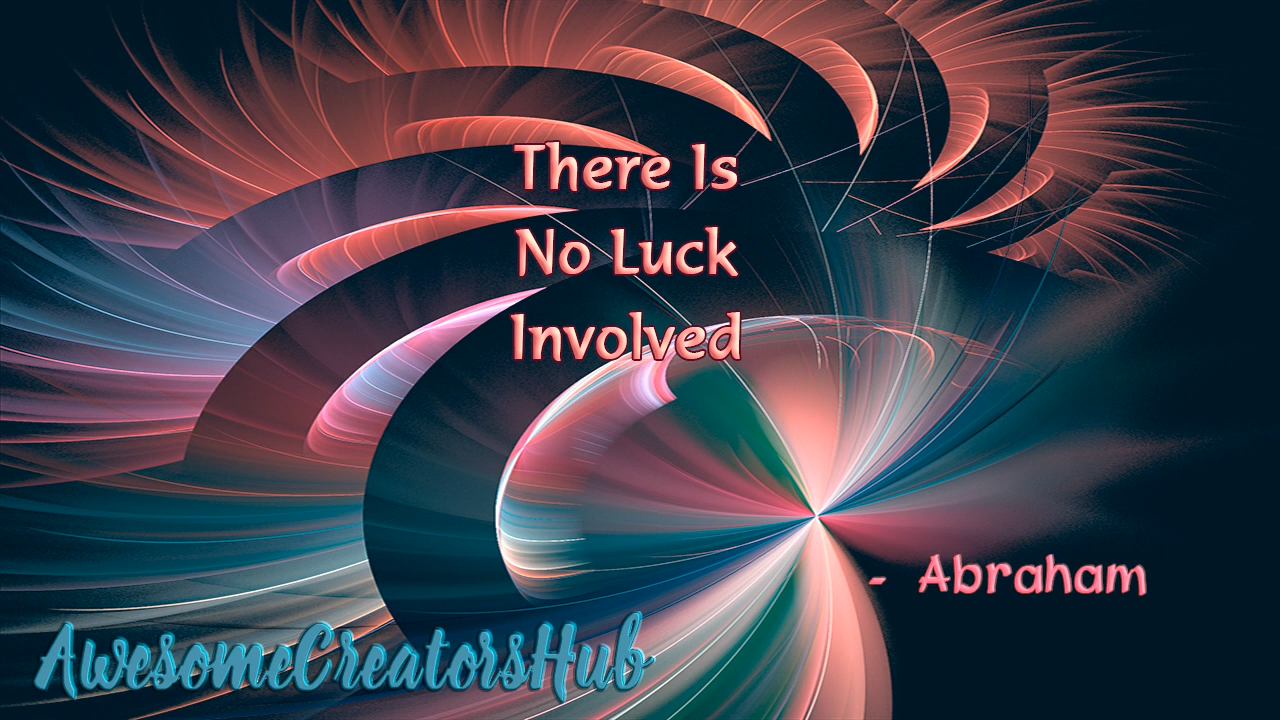 There Is
No Luck
Involved
- Abraham
AwesomeCreatorsHub